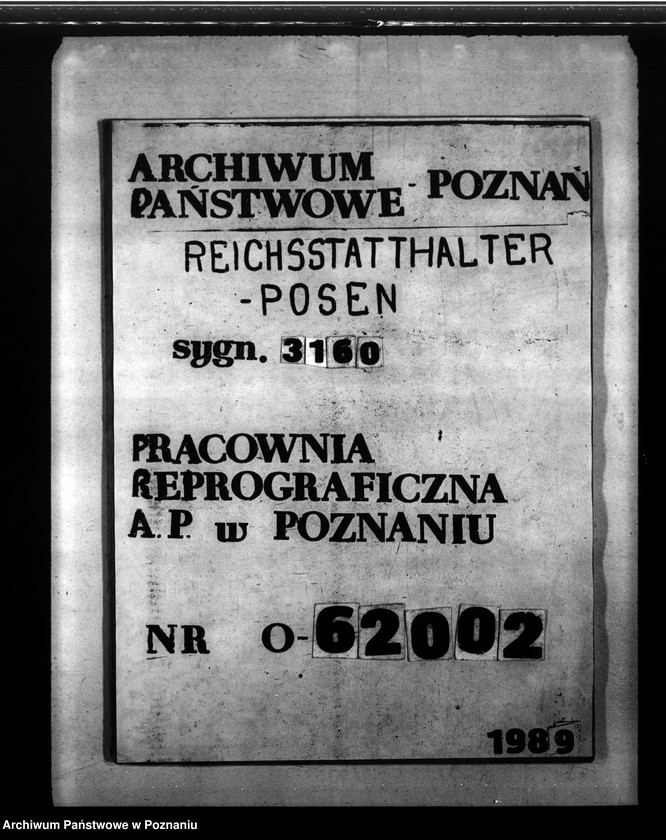 ARCHIWUM
PAŃSTWOWE - POZNAŃ
REICHSSTATTHALTER
-POSEN
sygn. 3160
PRACOWNIA
REPROGRAFICZNA
A.P. w POZNANIU
NR O-62002
1989
Archiwum Państwowe w Poznaniu